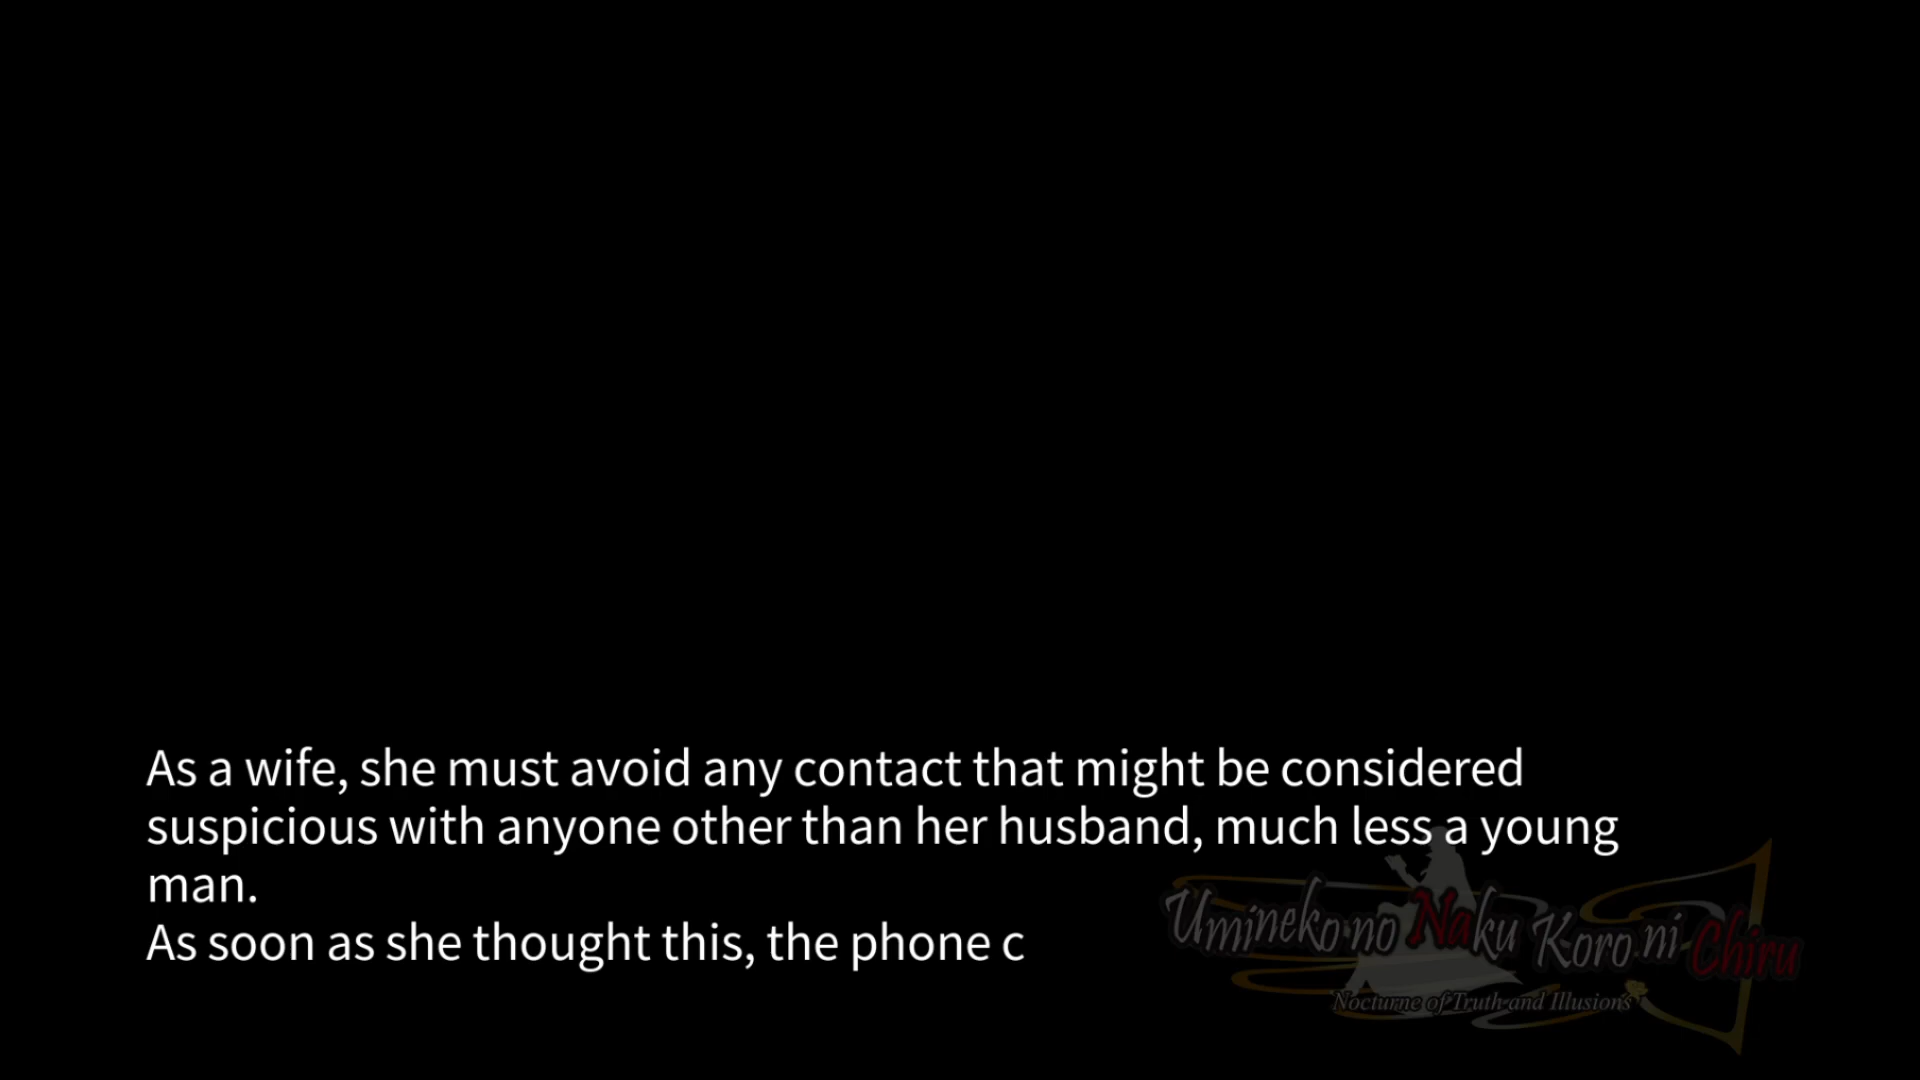 As a wife, she must avoid any contact that might be considered
suspicious with anyone other than her husband, much less a young
man.
As soon as she thought this, the phone c
Umineko no Naku Koro ni Chiru
Nocturne of Truth and Illusions